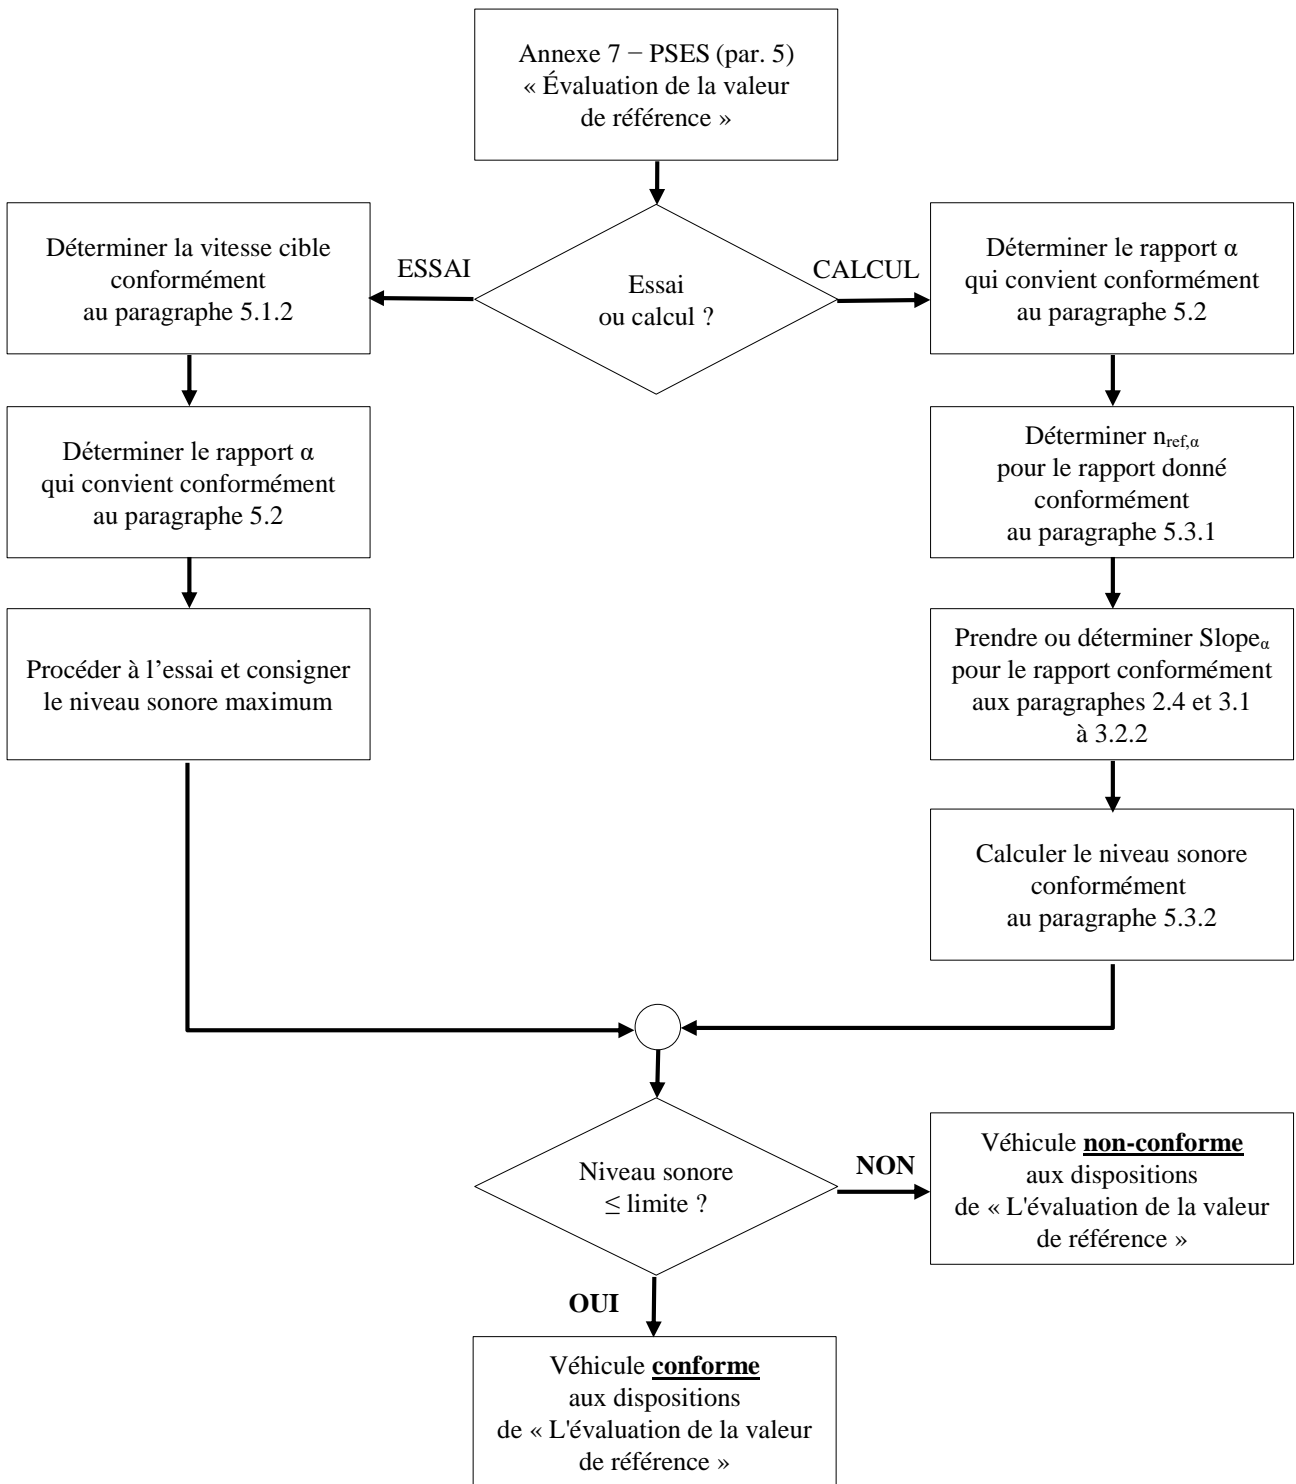 Annexe 7 − PSES (par. 5)
« Évaluation de la valeur
de référence »
Déterminer la vitesse cible
conformément
au paragraphe 5.1.2
ESSAI
Essai
ou calcul ?
CALCUL
Déterminer le rapport α
qui convient conformément
au paragraphe 5.2
Déterminer le rapport α
qui convient conformément
au paragraphe 5.2
Déterminer nref,α
pour le rapport donné
conformément
au paragraphe 5.3.1
Procéder à l’essai et consigner
le niveau sonore maximum
Prendre ou déterminer Slopeα
pour le rapport conformément
aux paragraphes 2.4 et 3.1
à 3.2.2
Calculer le niveau sonore
conformément
au paragraphe 5.3.2
Niveau sonore
≤ limite ?
NON
Véhicule non-conforme
aux dispositions
de « L'évaluation de la valeur
de référence »
OUI
Véhicule conforme
aux dispositions
de « L'évaluation de la valeur
de référence »